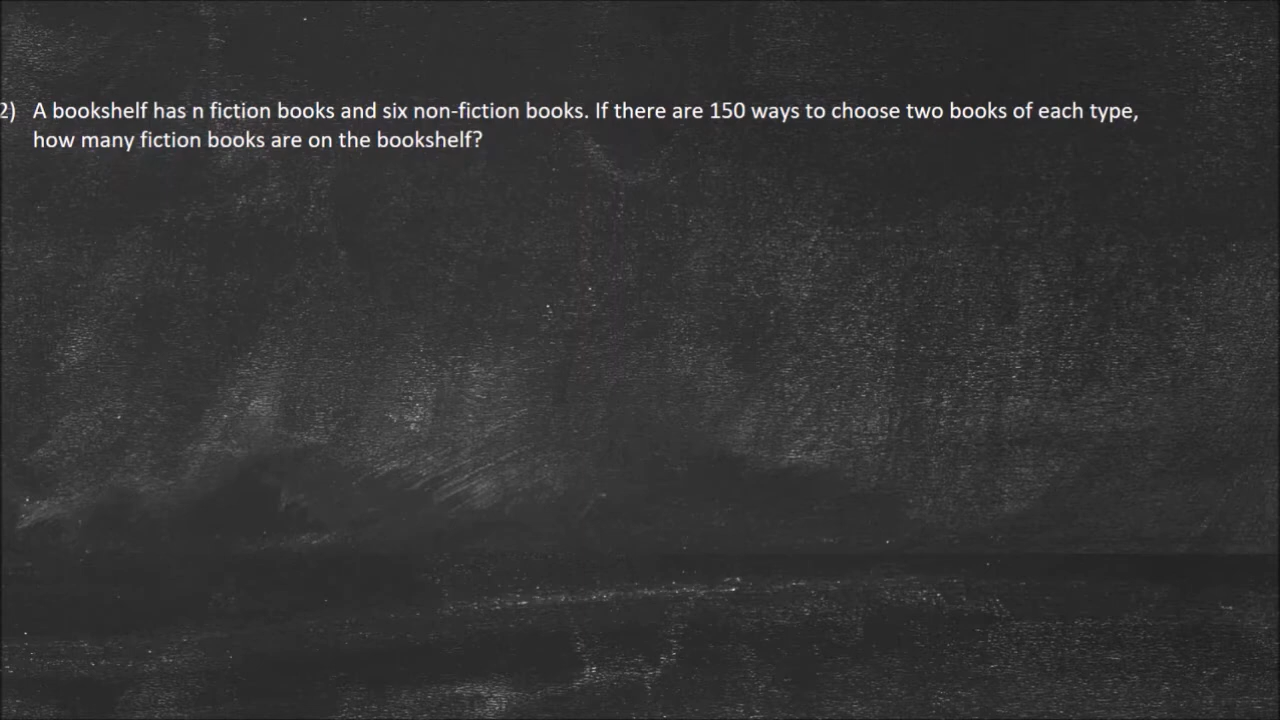 2) A bookshelf has n fiction books and six non-fiction books. If there are 150 ways to choose two books of each type,
how many fiction books are on the bookshelf?